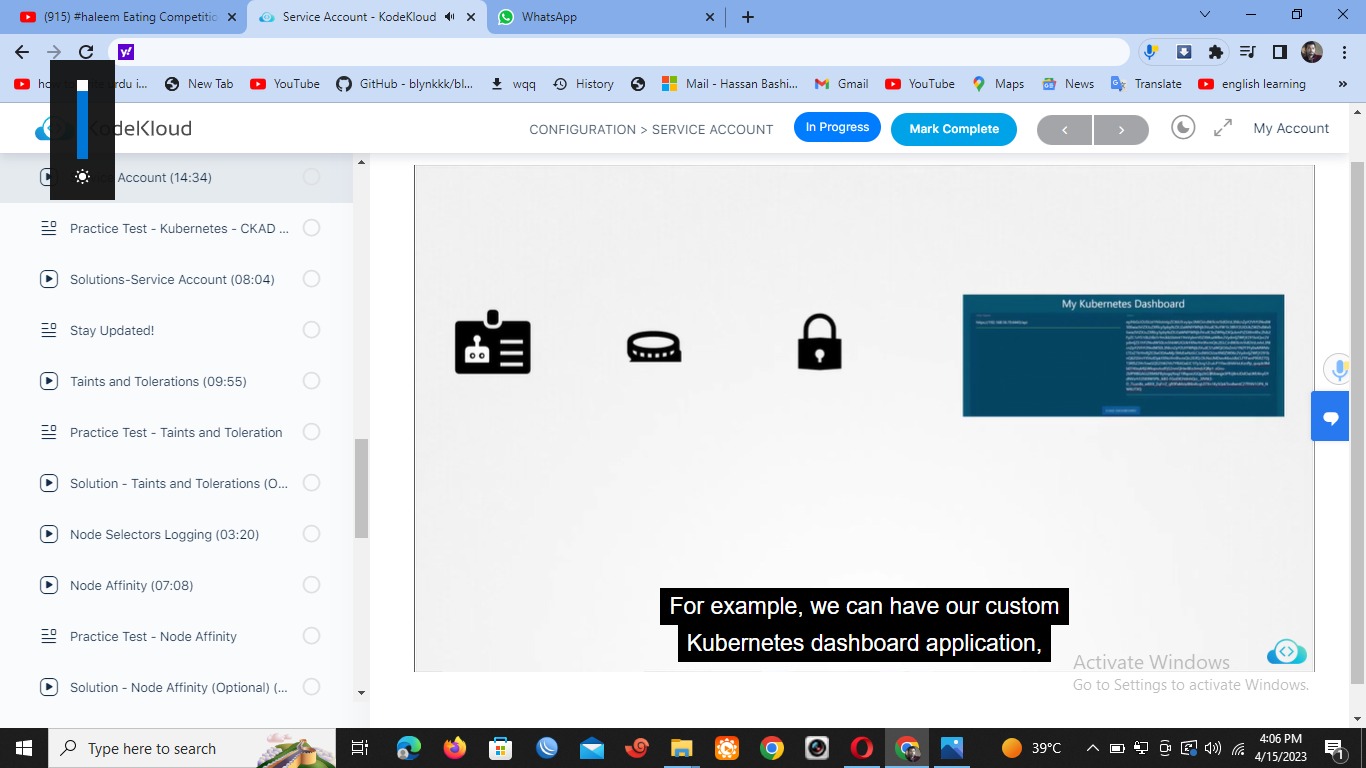 (915) #haleem Eating Competitio
Service Account - KodeKloud
WhatsApp
y!
New Tab
YouTube
GitHub - blynkkk/bl...
wqq
History
Mail - Hassan Bashi...
Gmail
YouTube
Maps
News
Translate
english learning
»
KodeKloud
CONFIGURATION > SERVICE ACCOUNT
In Progress
Mark Complete
My Account
Account (14:34)
Practice Test - Kubernetes - CKAD ...
Solutions-Service Account (08:04)
Stay Updated!
Taints and Tolerations (09:55)
Practice Test - Taints and Toleration
Solution - Taints and Tolerations (O...
Node Selectors Logging (03:20)
Node Affinity (07:08)
Practice Test - Node Affinity
Solution - Node Affinity (Optional) (...
My Kubernetes Dashboard
For example, we can have our custom
Kubernetes dashboard application,
Activate Windows
Go to Settings to activate Windows.
Type here to search
39°C
4:06 PM
4/15/2023
1